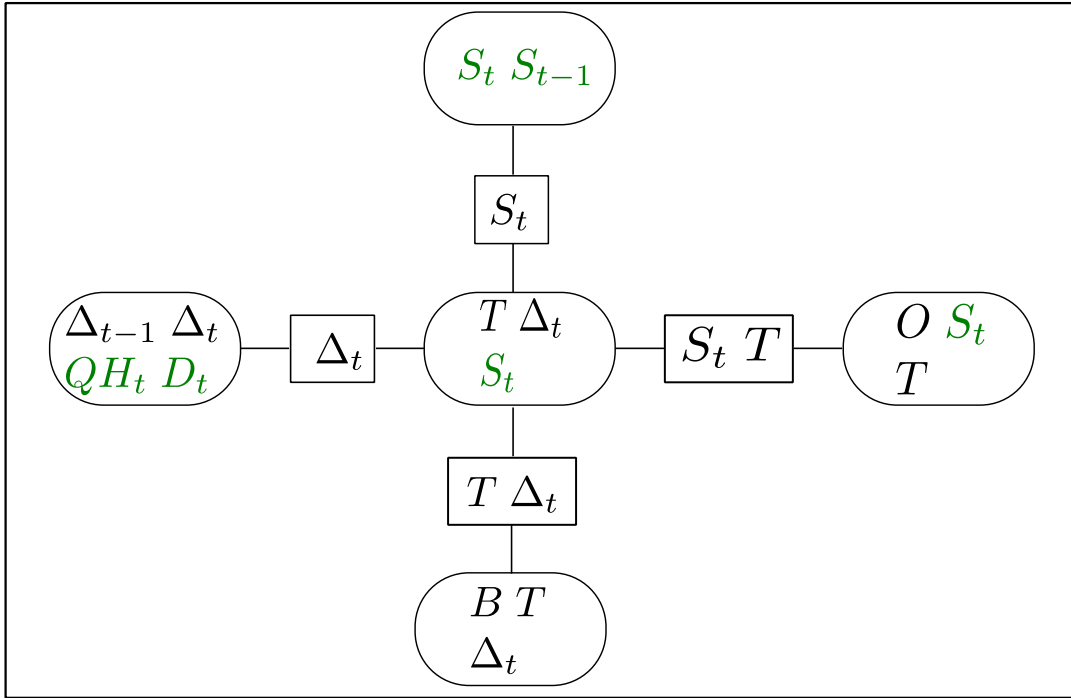 S_t S_{t-1}
S_t
Δ_{t-1} Δ_t
QH_t D_t
Δ_t
T Δ_t
S_t
S_t T
O S_t
T
T Δ_t
B T
Δ_t